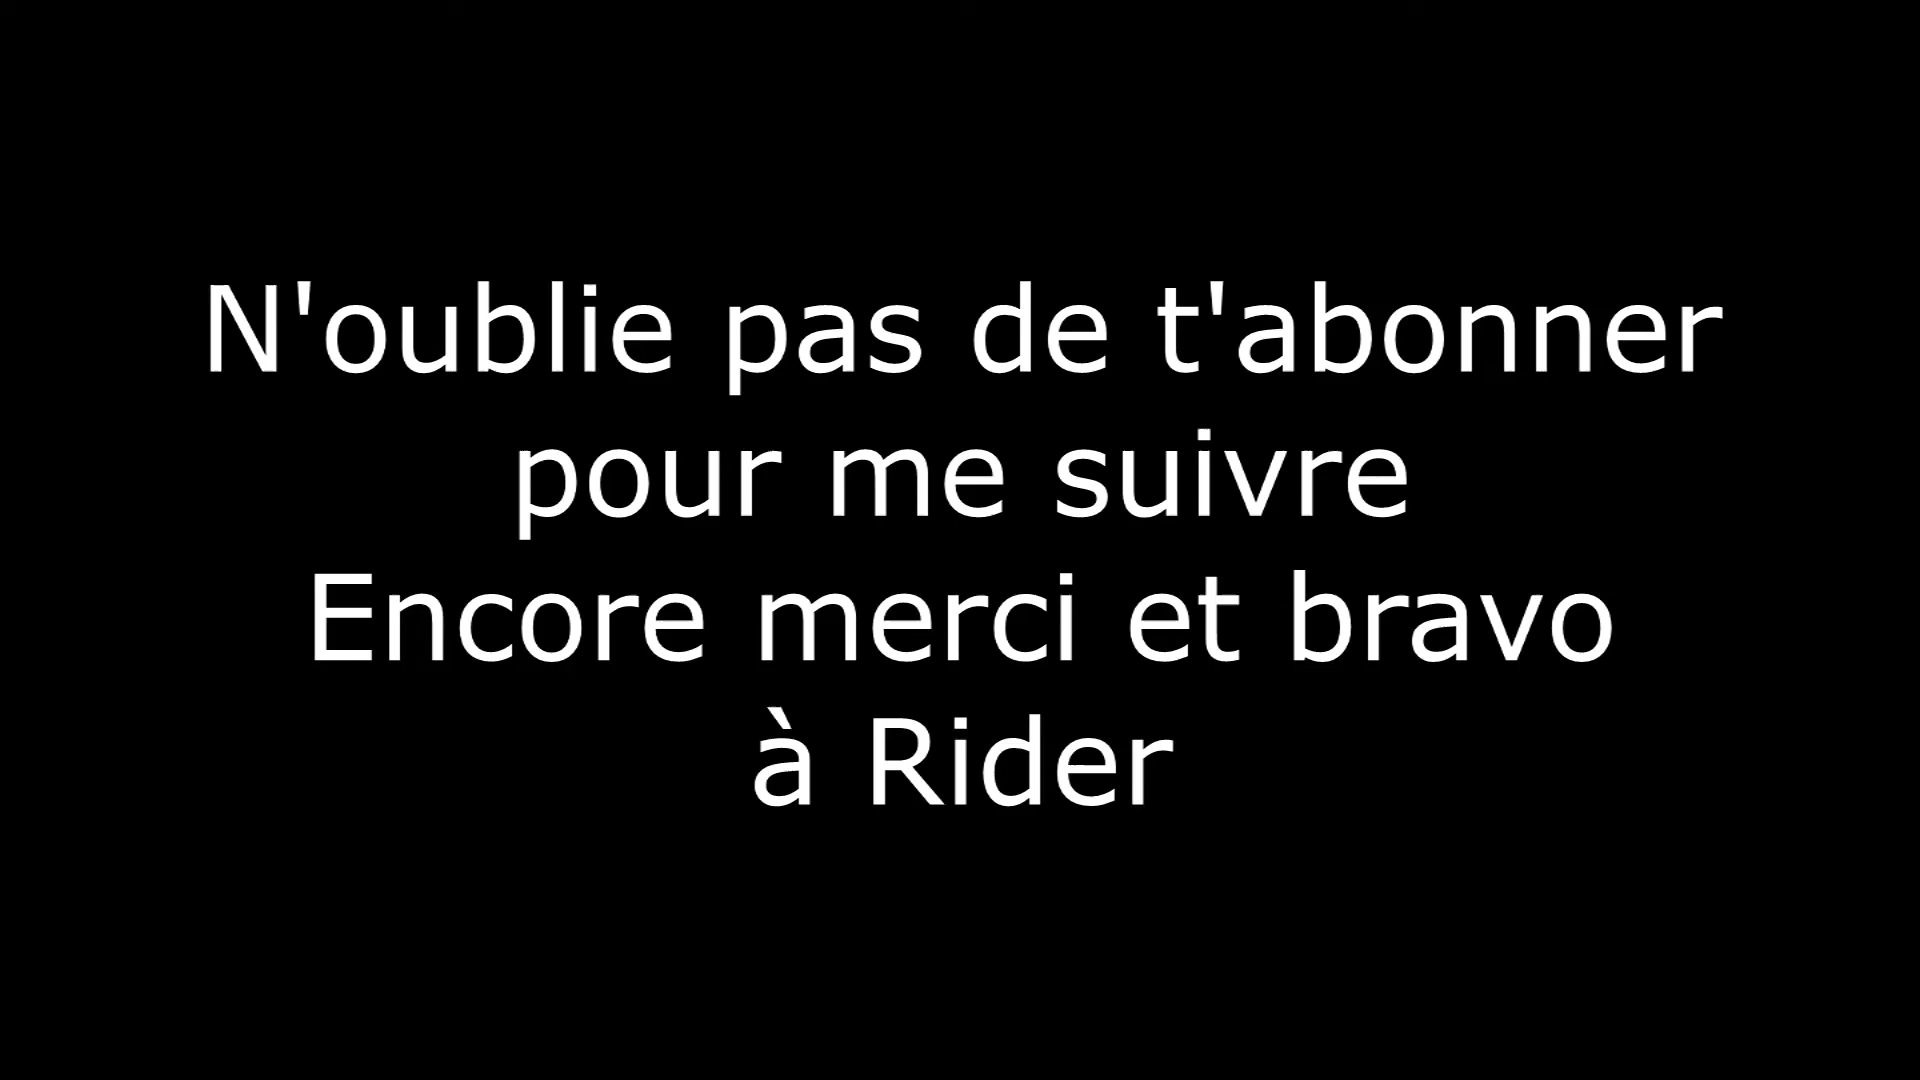 N'oublie pas de t'abonner
pour me suivre
Encore merci et bravo
à Rider